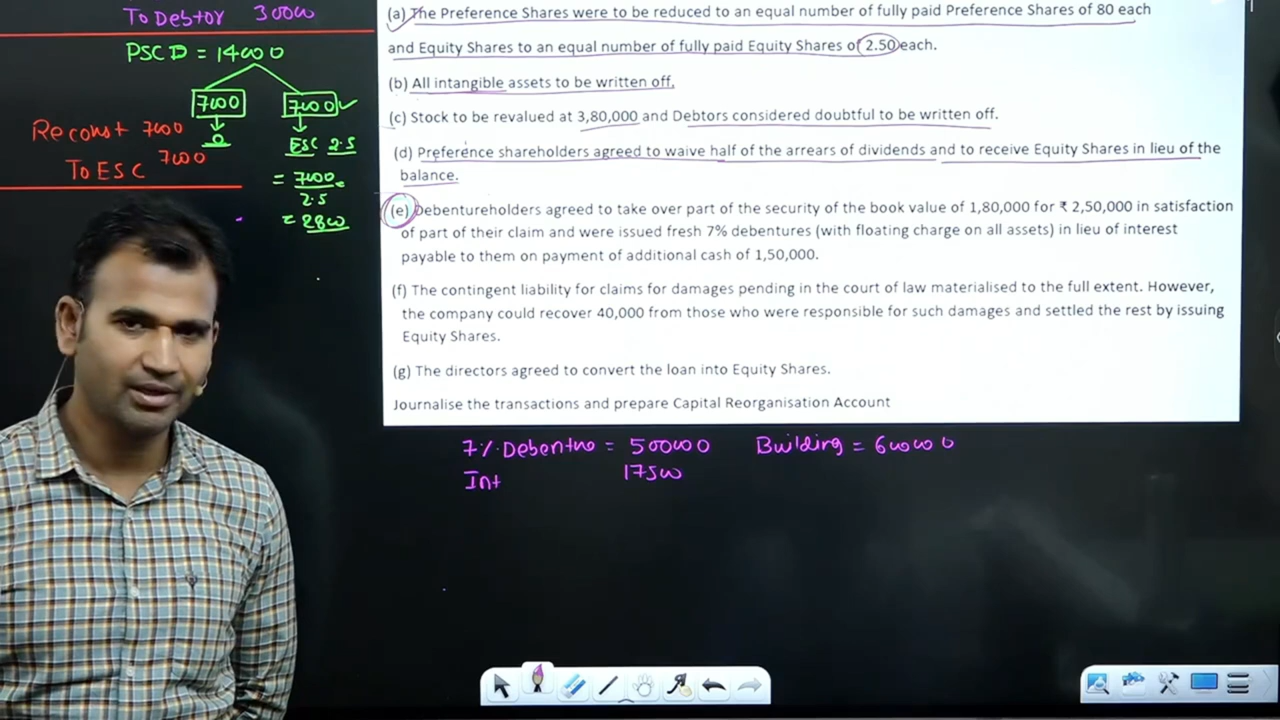 To Debtor 30000
PSCD = 14000
7000 7000
0 ESC 2.5
Reconst 7000
To ESC 7000
= 7000
2.5
= 2800
(a) The Preference Shares were to be reduced to an equal number of fully paid Preference Shares of 80 each
and Equity Shares to an equal number of fully paid Equity Shares of 2.50 each.
(b) All intangible assets to be written off.
(c) Stock to be revalued at 3,80,000 and Debtors considered doubtful to be written off.
(d) Preference shareholders agreed to waive half of the arrears of dividends and to receive Equity Shares in lieu of the
balance.
(e) Debentureholders agreed to take over part of the security of the book value of 1,80,000 for ₹ 2,50,000 in satisfaction
of part of their claim and were issued fresh 7% debentures (with floating charge on all assets) in lieu of interest
payable to them on payment of additional cash of 1,50,000.
(f) The contingent liability for claims for damages pending in the court of law materialised to the full extent. However,
the company could recover 40,000 from those who were responsible for such damages and settled the rest by issuing
Equity Shares.
(g) The directors agreed to convert the loan into Equity Shares.
Journalise the transactions and prepare Capital Reorganisation Account
7% Debenture = 500000 Building = 600000
Int 17500